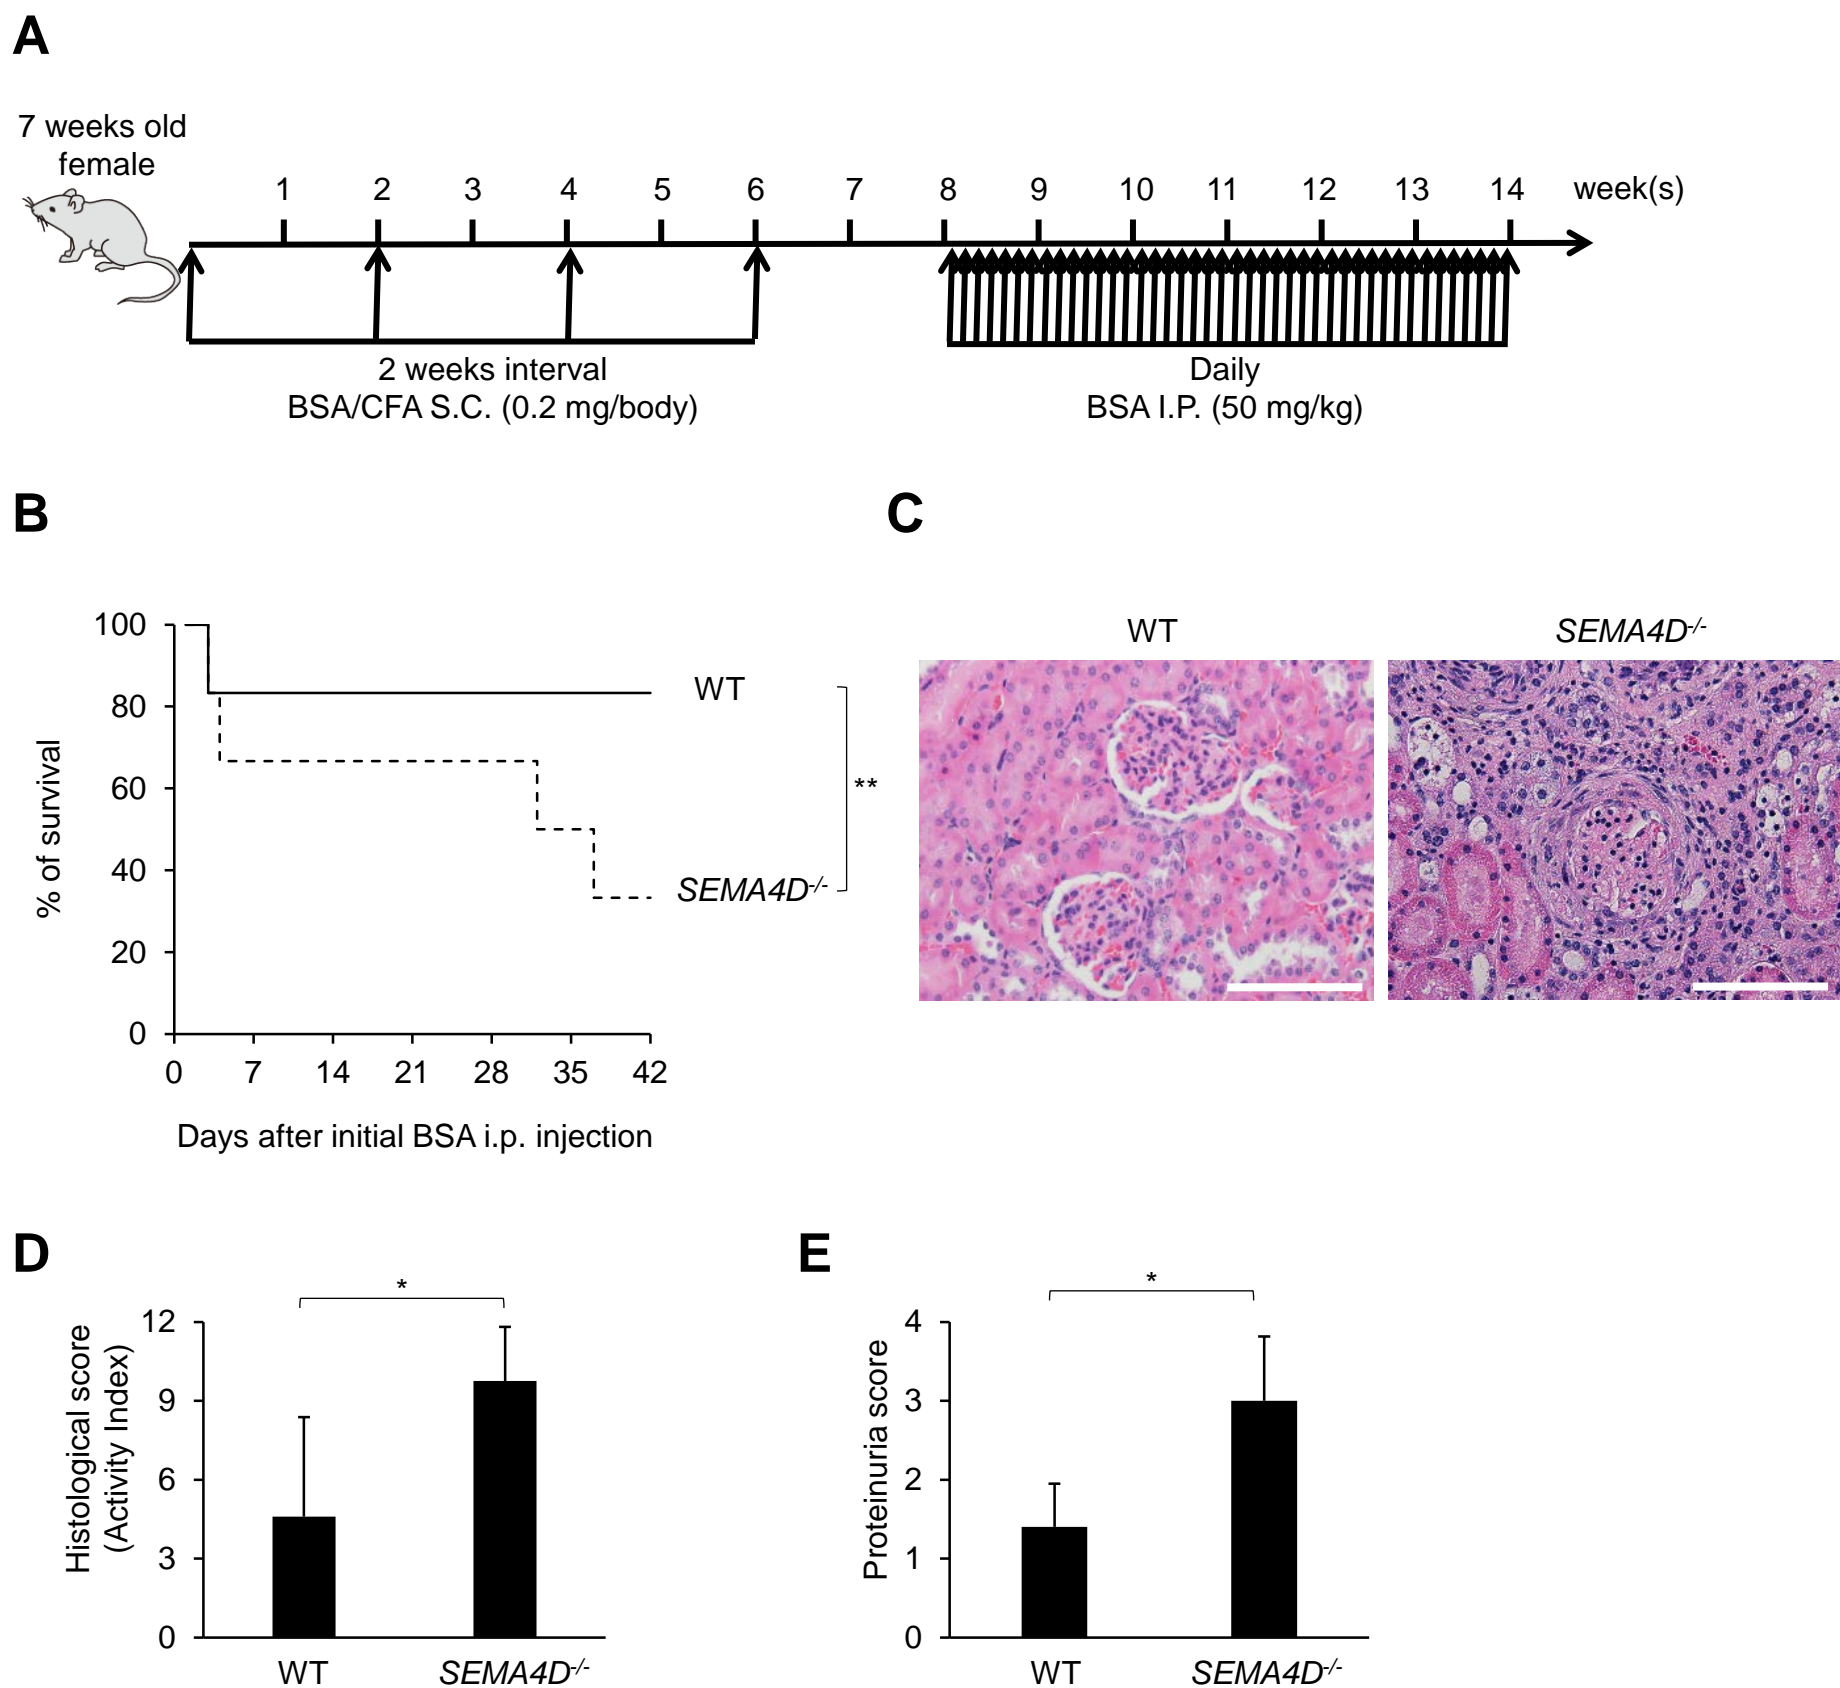 A
7 weeks old
female
1 2 3 4 5 6 7 8 9 10 11 12 13 14 week(s)
2 weeks interval
BSA/CFA S.C. (0.2 mg/body)
Daily
BSA I.P. (50 mg/kg)
B
% of survival
100
80
60
40
20
0
0 7 14 21 28 35 42
Days after initial BSA i.p. injection
WT
**
SEMA4D-/-
C
WT
SEMA4D-/-
D
Histological score
(Activity Index)
*
12
9
6
3
0
WT SEMA4D-/-
E
Proteinuria score
*
4
3
2
1
0
WT SEMA4D-/-